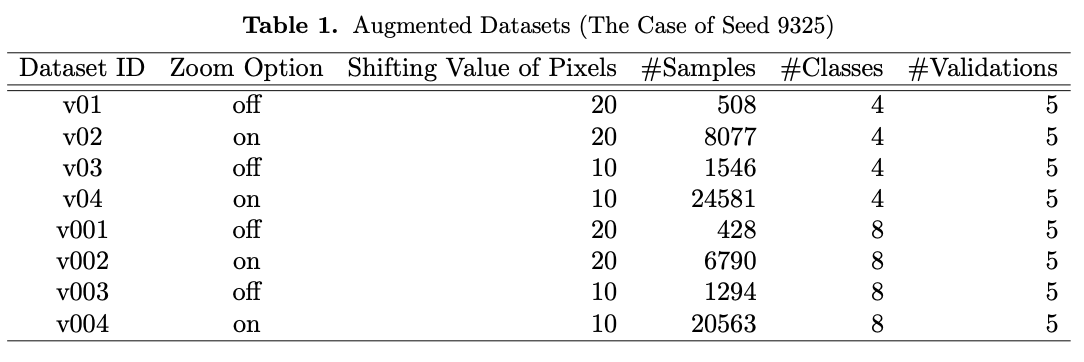 Table 1. Augmented Datasets (The Case of Seed 9325)
Dataset ID Zoom Option Shifting Value of Pixels #Samples #Classes #Validations
v01 off 20 508 4 5
v02 on 20 8077 4 5
v03 off 10 1546 4 5
v04 on 10 24581 4 5
v001 off 20 428 8 5
v002 on 20 6790 8 5
v003 off 10 1294 8 5
v004 on 10 20563 8 5